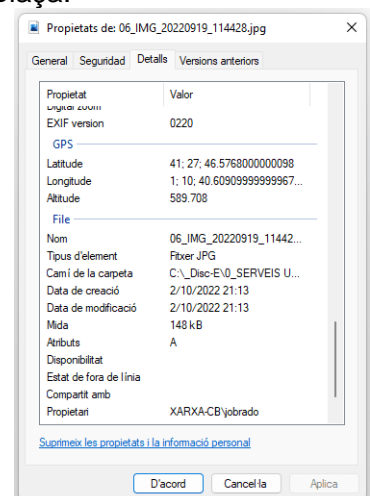 Propietats de: 06_IMG_20220919_114428.jpg
General Seguridad Detalls Versions anteriors
Propietat Valor
Digital zoom
EXIF version 0220
GPS
Latitude 41; 27; 46.5768000000098
Longitude 1; 10; 40.60909999999967...
Altitude 589.708
File
Nom 06_IMG_20220919_11442...
Tipus d'element Fitxer JPG
Camí de la carpeta C:\_Disc-E\0_SERVEIS U...
Data de creació 2/10/2022 21:13
Data de modificació 2/10/2022 21:13
Mida 148 kB
Atributs A
Disponibilitat
Estat de fora de línia
Compartit amb
Propietari XARXA-CB\jobrado
Suprimeix les propietats i la informació personal
D'acord Cancel·la Aplica